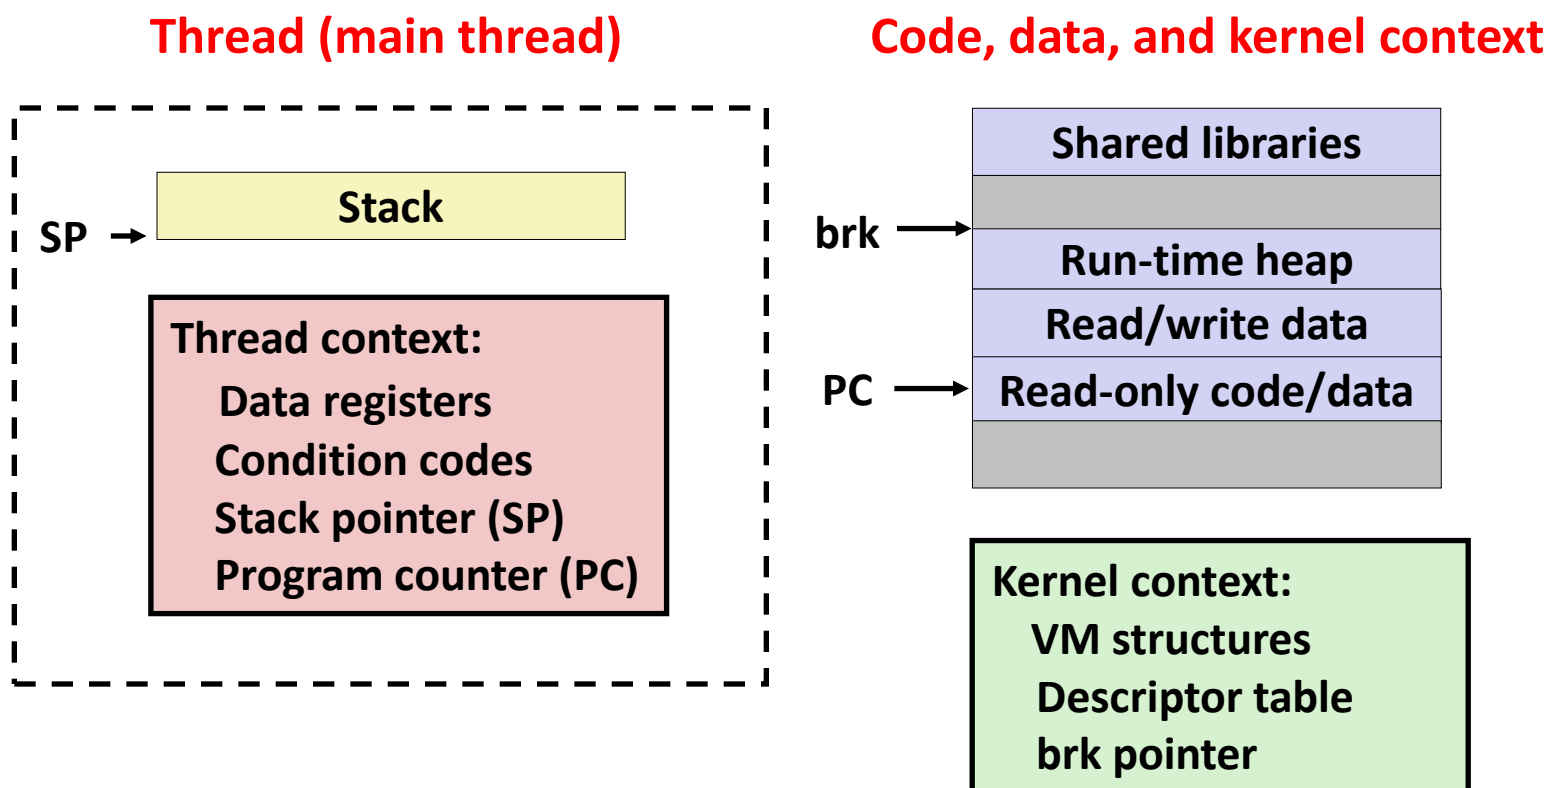 Thread (main thread)
SP
Stack
Thread context:
Data registers
Condition codes
Stack pointer (SP)
Program counter (PC)
Code, data, and kernel context
Shared libraries
brk
Run-time heap
Read/write data
PC
Read-only code/data
Kernel context:
VM structures
Descriptor table
brk pointer